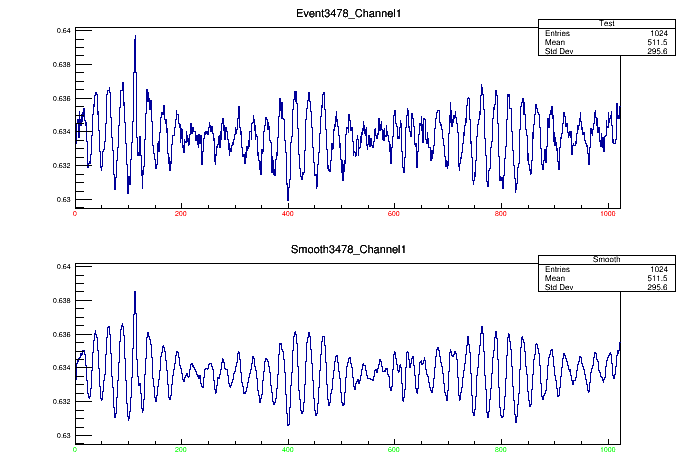 Event3478_Channel1
Test
Entries 1024
Mean 511.5
Std Dev 295.6
0.64
0.638
0.636
0.634
0.632
0.63
0 200 400 600 800 1000
Smooth3478_Channel1
Smooth
Entries 1024
Mean 511.5
Std Dev 295.6
0.64
0.638
0.636
0.634
0.632
0.63
0 200 400 600 800 1000